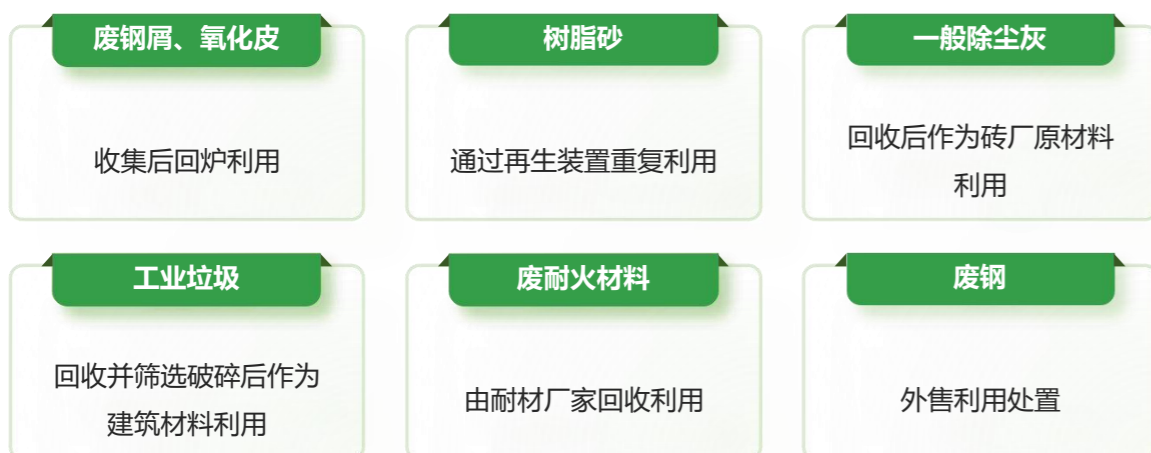 废钢屑、氧化皮
收集后回炉利用
树脂砂
通过再生装置重复利用
一般除尘灰
回收后作为砖厂原材料
利用
工业垃圾
回收并筛选破碎后作为
建筑材料利用
废耐火材料
由耐材厂家回收利用
废钢
外售利用处置